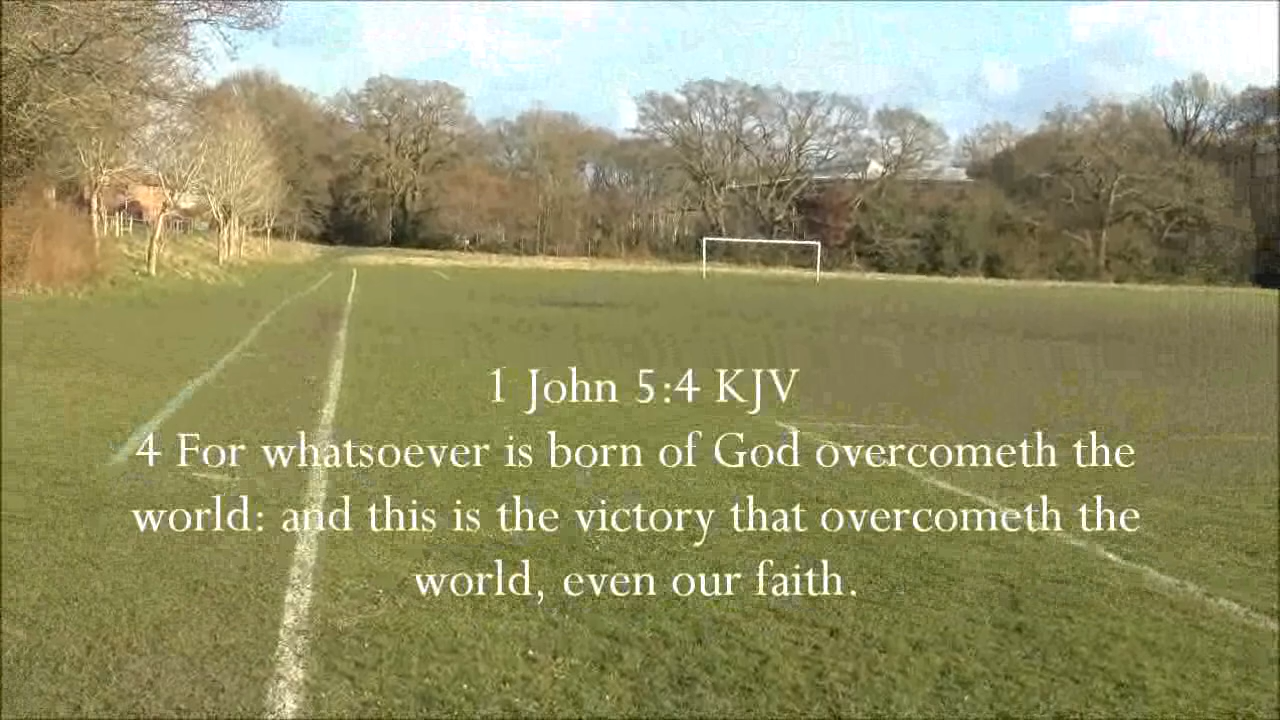 1 John 5:4 KJV
4 For whatsoever is born of God overcometh the
world: and this is the victory that overcometh the
world, even our faith.